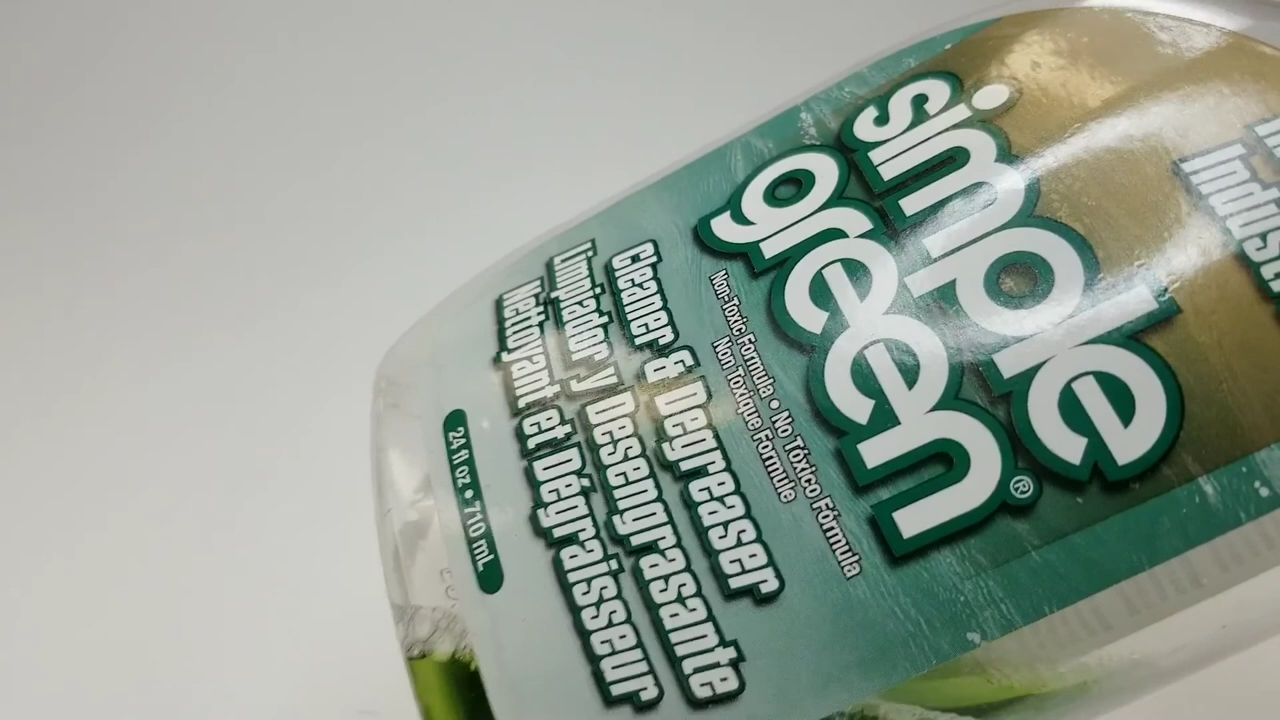 simple
green®
Non-Toxic Formula • No Tóxico Fórmula
Non Toxique Formule
Cleaner & Degreaser
Limpiador y Desengrasante
Nettoyant et Dégraisseur
24 fl oz • 710 mL